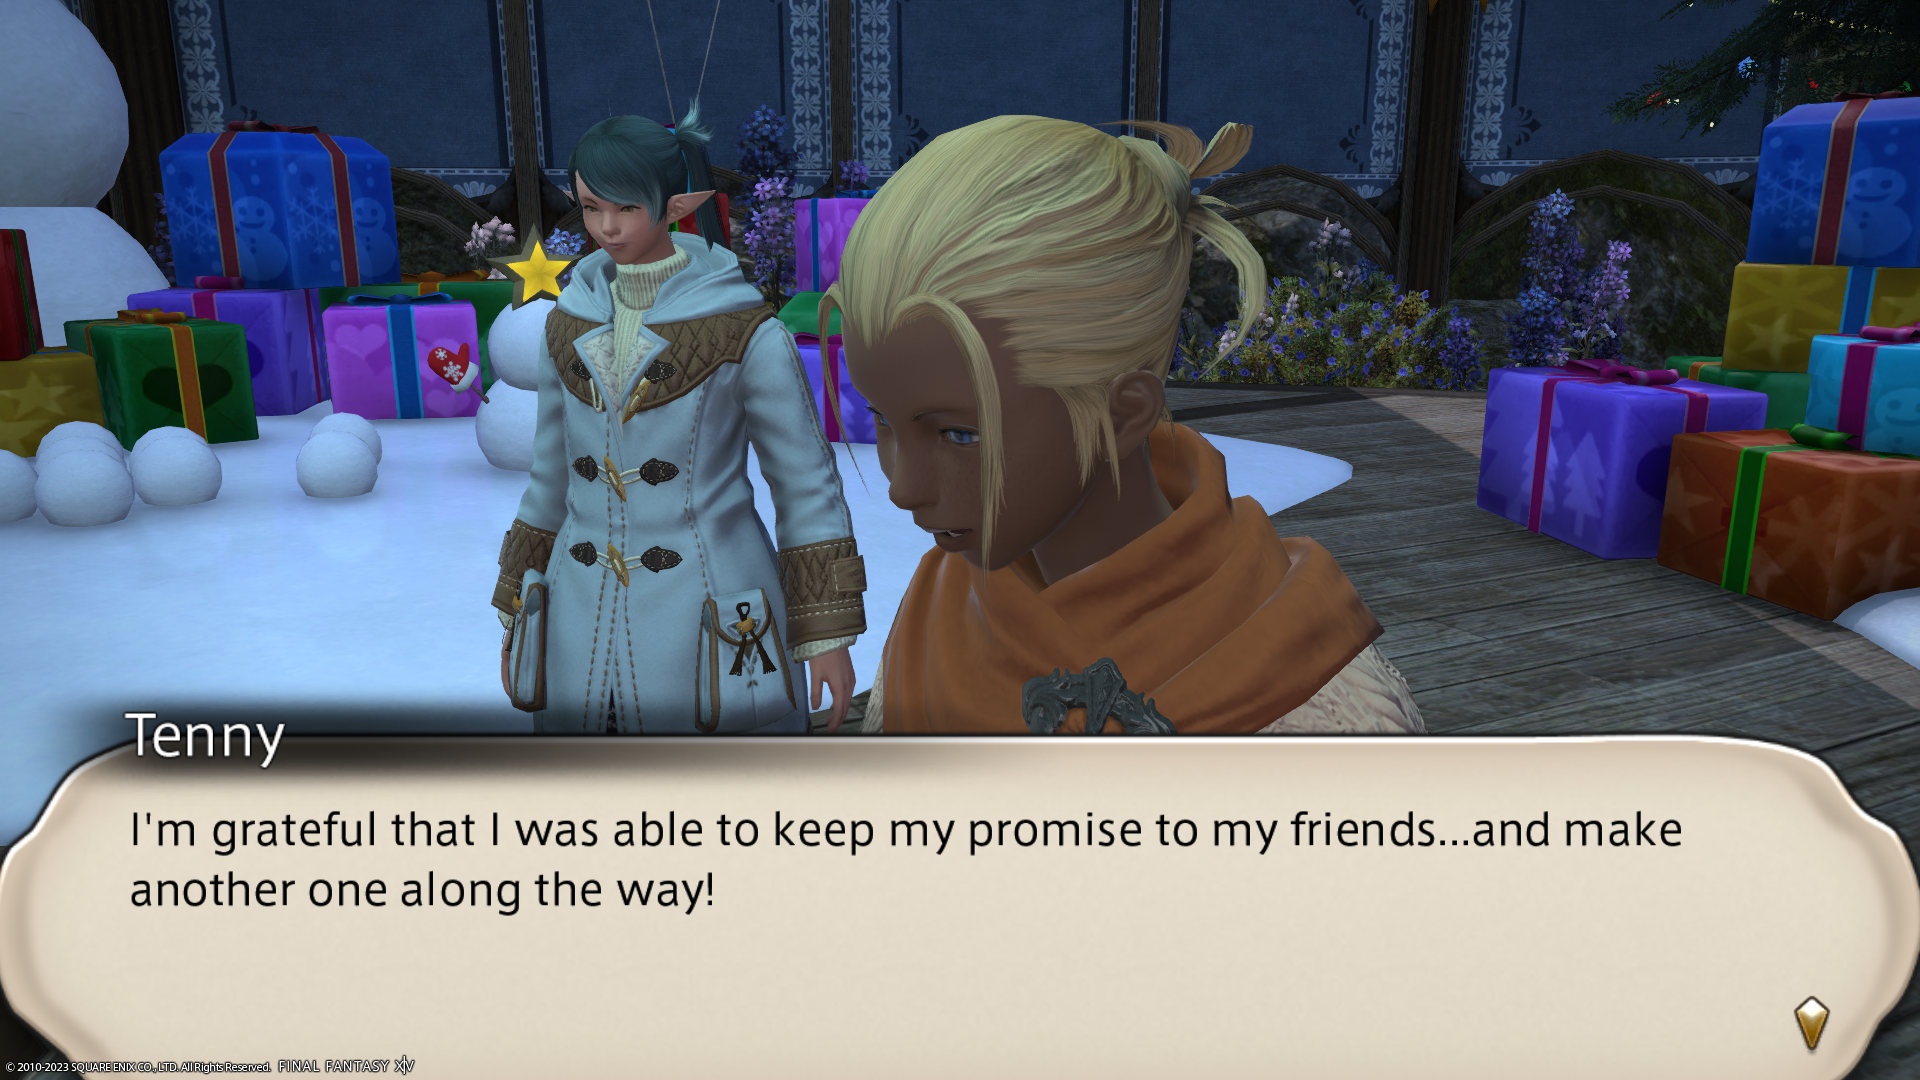 Tenny
I'm grateful that I was able to keep my promise to my friends...and make
another one along the way!
© 2010-2023 SQUARE ENIX CO., LTD. All Rights Reserved. FINAL FANTASY XIV